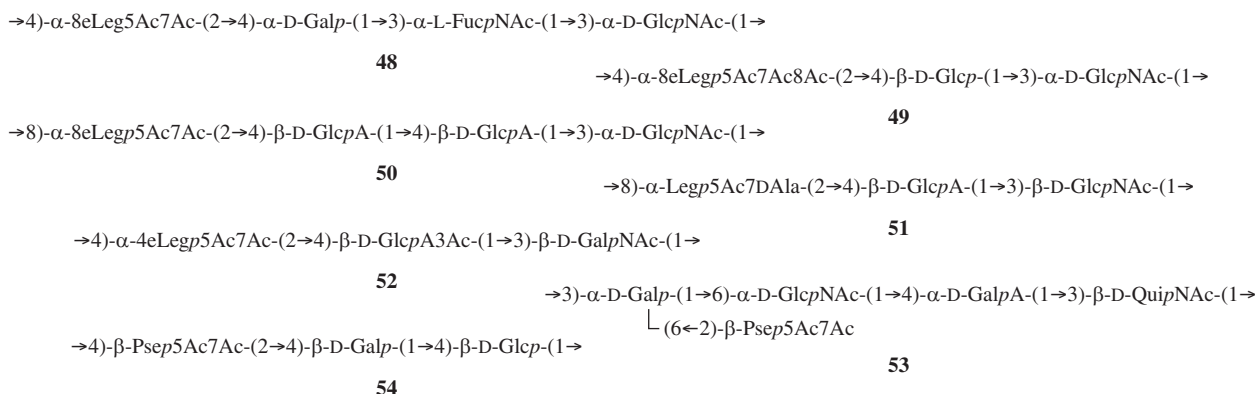 →4)-α-8eLeg5Ac7Ac-(2→4)-α-D-Galp-(1→3)-α-L-FucpNAc-(1→3)-α-D-GlcpNAc-(1→
48
→4)-α-8eLegp5Ac7Ac8Ac-(2→4)-β-D-Glcp-(1→3)-α-D-GlcpNAc-(1→
49
→8)-α-8eLegp5Ac7Ac-(2→4)-β-D-GlcpA-(1→4)-β-D-GlcpA-(1→3)-α-D-GlcpNAc-(1→
50
→8)-α-Legp5Ac7DAla-(2→4)-β-D-GlcpA-(1→3)-β-D-GlcpNAc-(1→
51
→4)-α-4eLegp5Ac7Ac-(2→4)-β-D-GlcpA3Ac-(1→3)-β-D-GalpNAc-(1→
52
→3)-α-D-Galp-(1→6)-α-D-GlcpNAc-(1→4)-α-D-GalpA-(1→3)-β-D-QuipNAc-(1→
(6←2)-β-Psep5Ac7Ac
53
→4)-β-Psep5Ac7Ac-(2→4)-β-D-Galp-(1→4)-β-D-Glcp-(1→
54